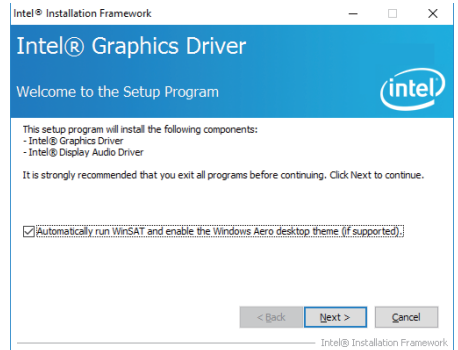 Intel® Installation Framework
Intel® Graphics Driver
Welcome to the Setup Program
intel
This setup program will install the following components:
- Intel® Graphics Driver
- Intel® Display Audio Driver
It is strongly recommended that you exit all programs before continuing. Click Next to continue.
Automatically run WinSAT and enable the Windows Aero desktop theme (if supported).
< Back Next > Cancel
Intel® Installation Framework